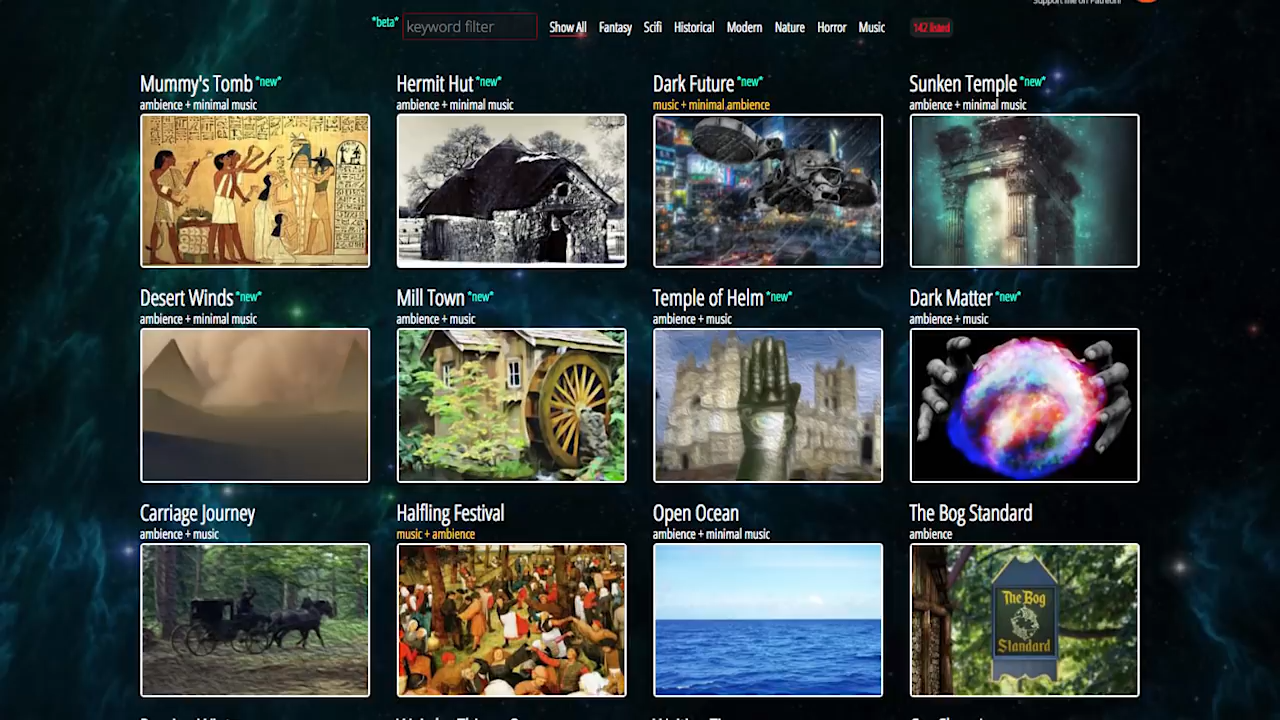 Support me on Patreon!
*beta* keyword filter Show All Fantasy Scifi Historical Modern Nature Horror Music 142 listed
Mummy's Tomb *new*
ambience + minimal music
Hermit Hut *new*
ambience + minimal music
Dark Future *new*
music + minimal ambience
Sunken Temple *new*
ambience + minimal music
Desert Winds *new*
ambience + minimal music
Mill Town *new*
ambience + music
Temple of Helm *new*
ambience + music
Dark Matter *new*
ambience + music
Carriage Journey
ambience + music
Halfling Festival
music + ambience
Open Ocean
ambience + minimal music
The Bog Standard
ambience
The Bog
Standard